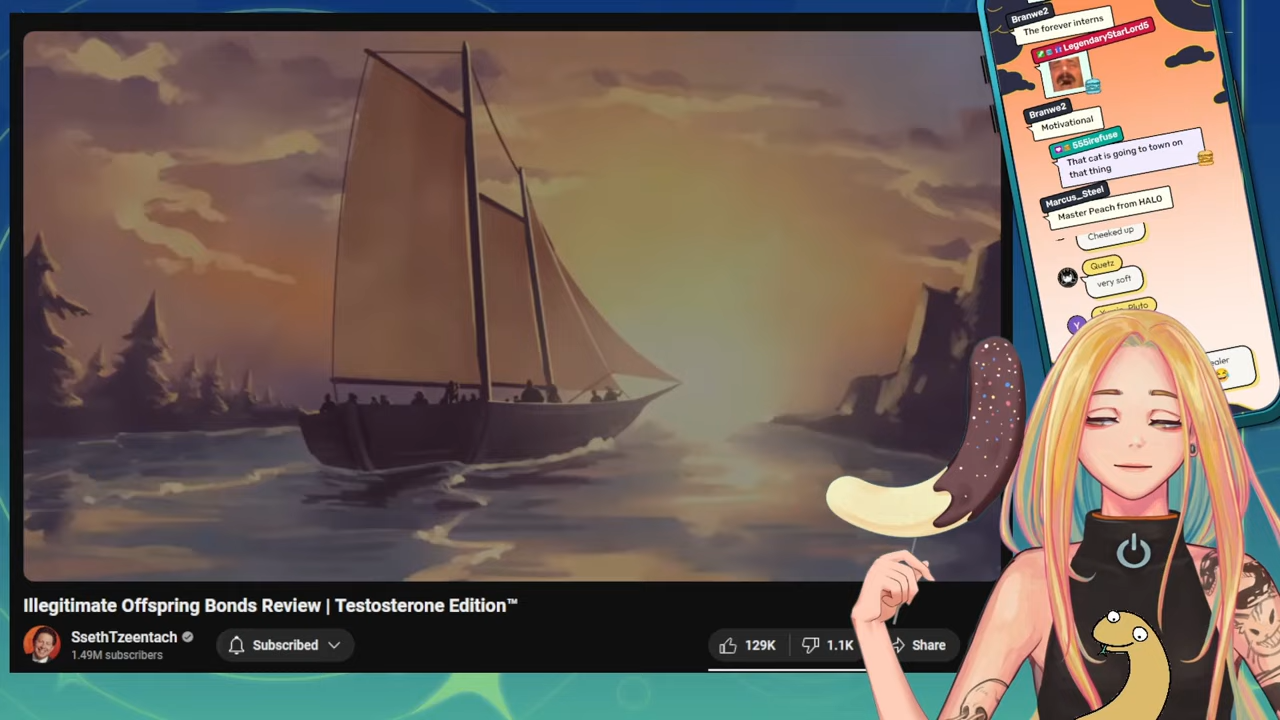 Branwe2
The forever interns
LegendaryStarLord5
Branwe2
Motivational
555irefuse
That cat is going to town on
that thing
Marcus_Steel
Master Peach from HALO
Cheeked up
Quetz
very soft
Pluto
Y
Illegitimate Offspring Bonds Review | Testosterone Edition™
SsethTzeentach
1.49M subscribers
Subscribed
129K
1.1K
Share